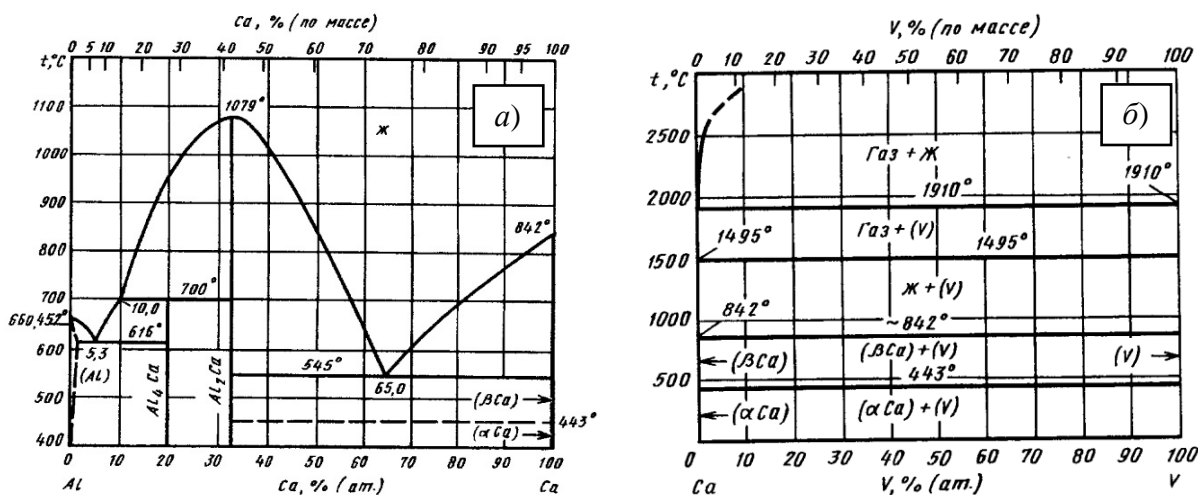 Ca, % (по массе)
0 5 10 20 30 40 50 60 70 80 90 95 100
t,°C
1100
1000
900
800
700
600
500
400
а)
1079°
ж
842°
700°
10,0
660,452°
616°
5,3
(Al)
Al₄Ca
Al₂Ca
545°
65,0
(βCa)
443°
(αCa)
0 10 20 30 40 50 60 70 80 90 100
Al
Ca, % (ат.)
Ca
V, % (по массе)
0 10 20 30 40 50 60 70 80 90 100
t,°C
2500
2000
1500
1000
500
б)
Газ + Ж
1910°
1910°
Газ + (V)
1495°
1495°
Ж + (V)
842°
~842°
(βCa)
(βCa) + (V)
(V)
443°
(αCa)
(αCa) + (V)
0 10 20 30 40 50 60 70 80 90 100
Ca
V, % (ат.)
V